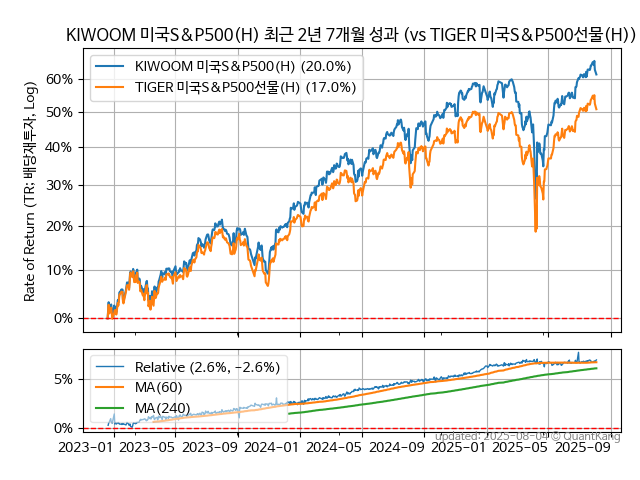 KIWOOM 미국S&P500(H) 최근 2년 7개월 성과 (vs TIGER 미국S&P500선물(H))
Rate of Return (TR; 배당재투자, Log)
KIWOOM 미국S&P500(H) (20.0%)
TIGER 미국S&P500선물(H) (17.0%)
60%
50%
40%
30%
20%
10%
0%
Relative (2.6%, −2.6%)
MA(60)
MA(240)
5%
0%
2023−01 2023−05 2023−09 2024−01 2024−05 2024−09 2025−01 2025−05 2025−09
updated: 2025-08-04 © QuantKang